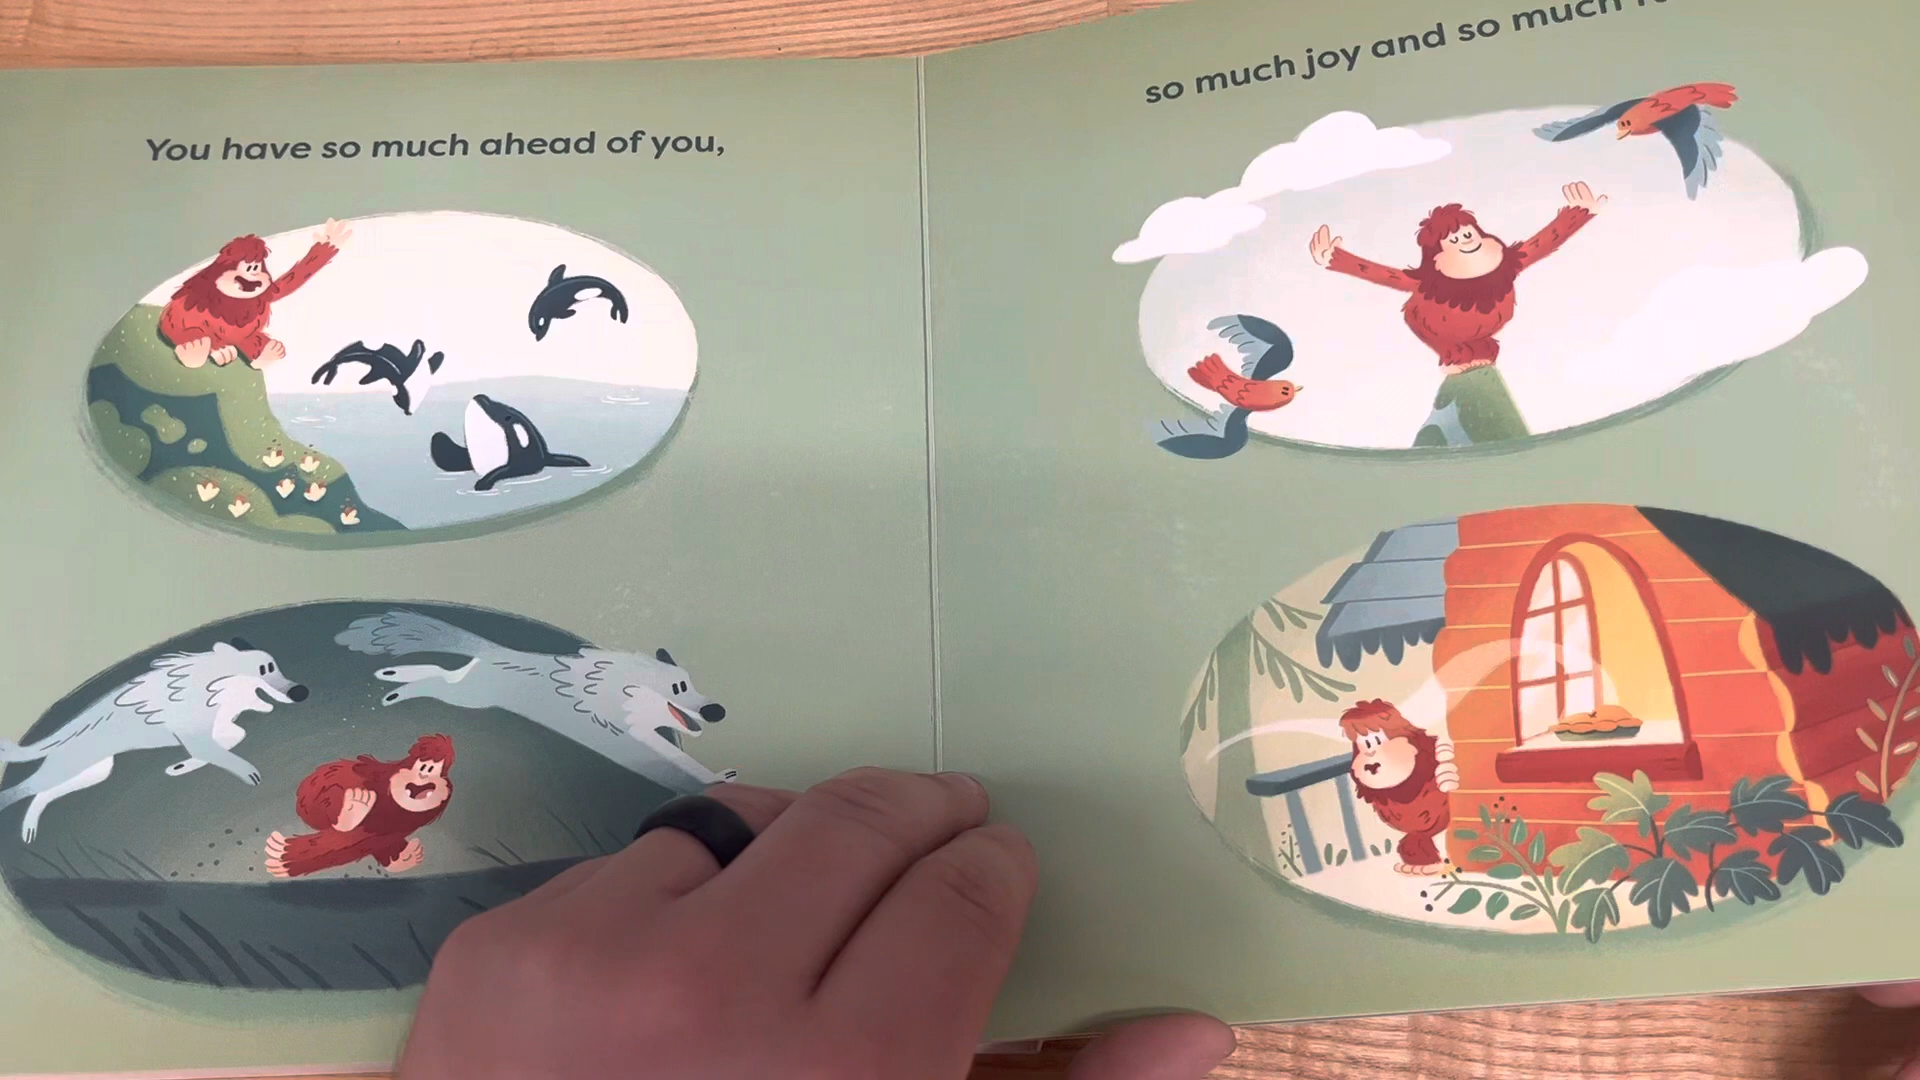 You have so much ahead of you,
so much joy and so much